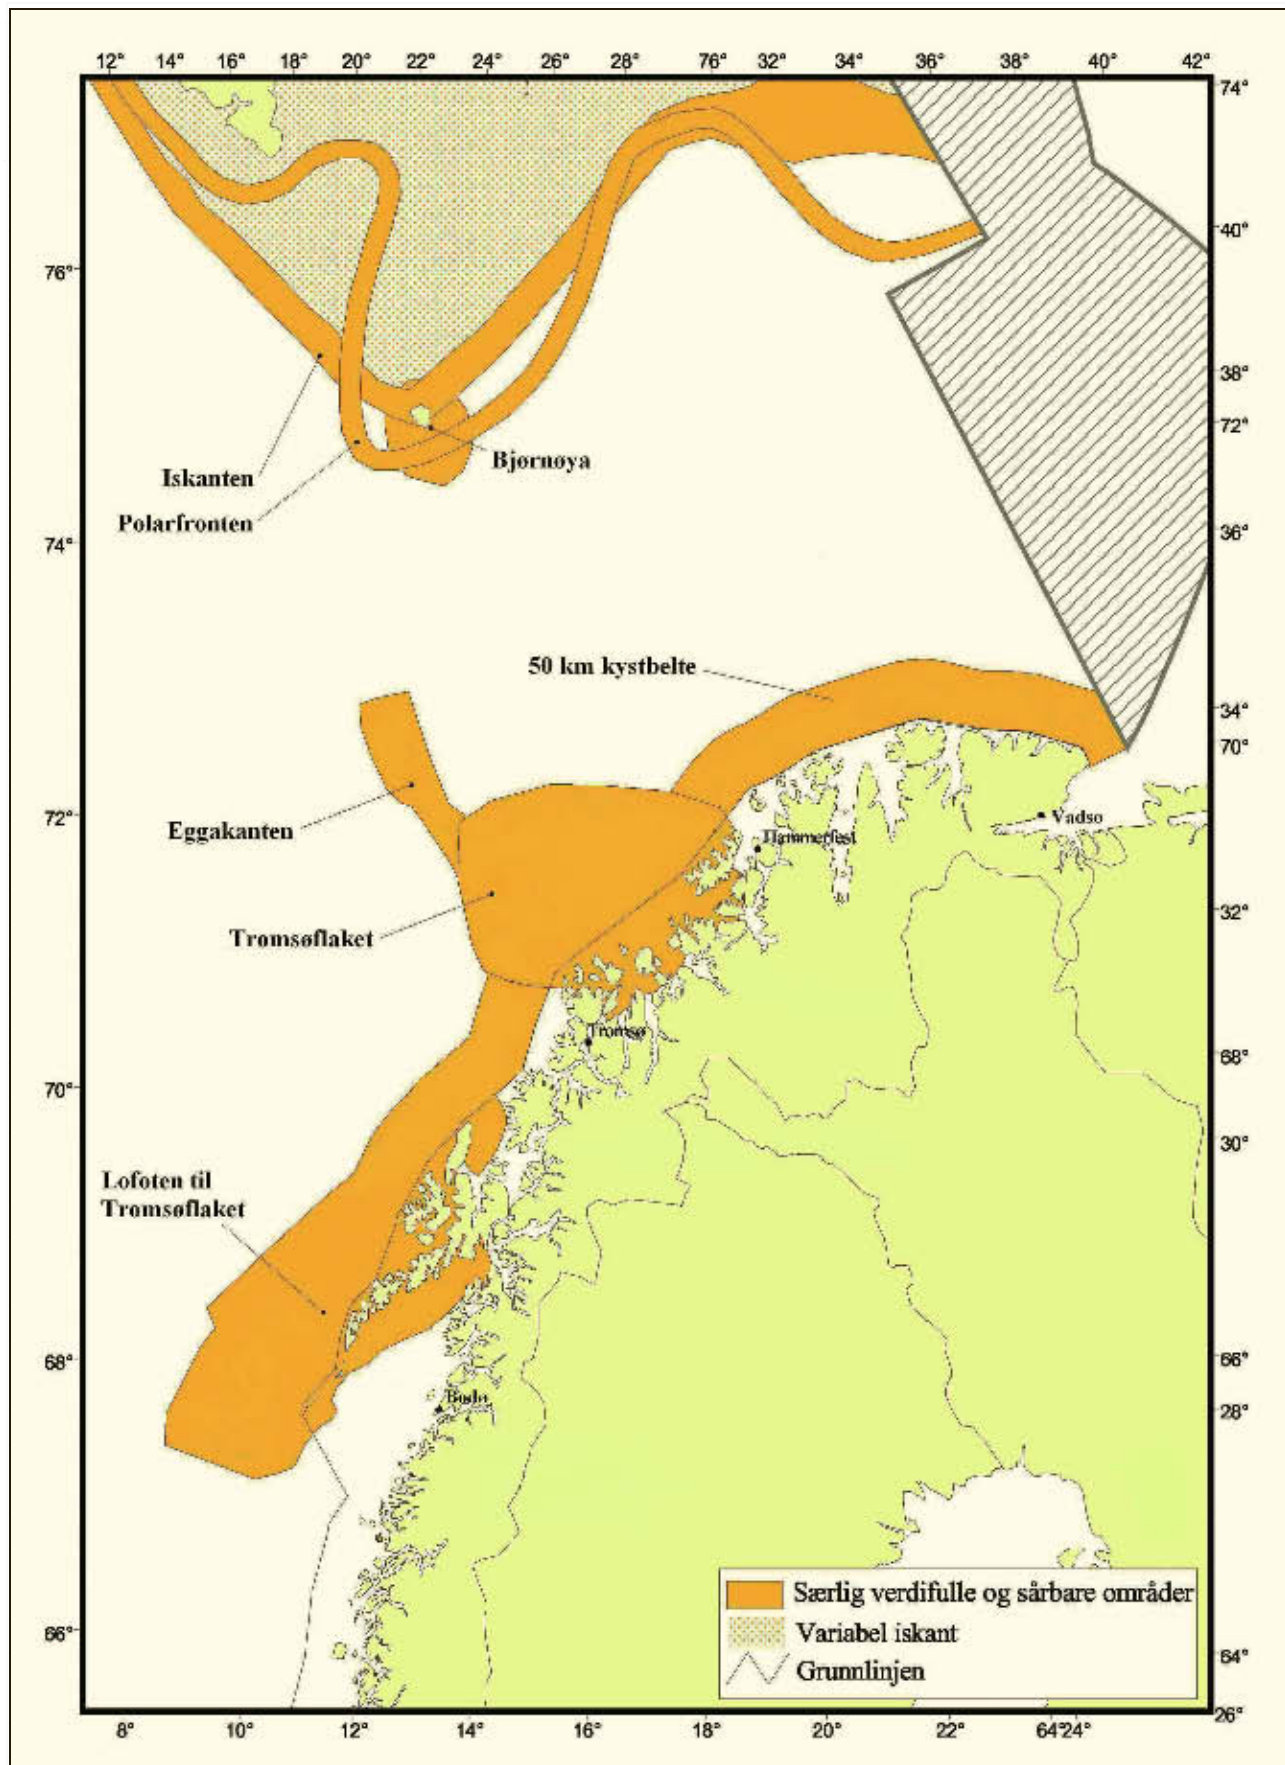 12° 14° 16° 18° 20° 22° 24° 26° 28° 76° 32° 34° 36° 38° 40° 42°
74°
40°
76°
38°
72°
Bjørnøya
Iskanten
Polarfronten
36°
74°
50 km kystbelte
34°
70°
72°
Eggakanten
Vadsø
Hammerfest
32°
Tromsøflaket
Tromsø
68°
70°
30°
Lofoten til
Tromsøflaket
68°
66°
Bodø
28°
Særlig verdifulle og sårbare områder
Variabel iskant
Grunnlinjen
66°
64°
26°
8° 10° 12° 14° 16° 18° 20° 22° 64°24°